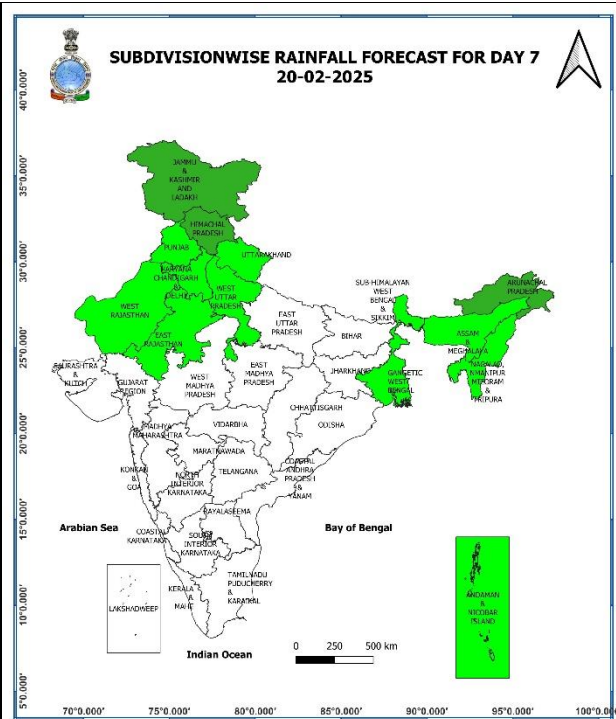 SUBDIVISIONWISE RAINFALL FORECAST FOR DAY 7
20-02-2025
40°0.000'
35°0.000'
30°0.000'
25°0.000'
20°0.000'
15°0.000'
10°0.000'
5°0.000'
JAMMU
&
KASHMIR
AND
LADAKH
HIMACHAL
PRADESH
PUNJAB
UTTARAKHAND
HARYANA
CHANDIGARH
&
DELHI
WEST
UTTAR
PRADESH
WEST
RAJASTHAN
EAST
RAJASTHAN
EAST
UTTAR
PRADESH
SUB-HIMALAYAN
WEST
BENGAL
&
SIKKIM
ARUNACHAL
PRADESH
ASSAM
&
MEGHALAYA
NAGALAND,
MANIPUR
MIZORAM
&
TRIPURA
BIHAR
JHARKHAND
GANGETIC
WEST
BENGAL
SAURASHTRA
&
KUTCH
GUJARAT
REGION
WEST
MADHYA
PRADESH
EAST
MADHYA
PRADESH
CHHATTISGARH
ODISHA
VIDARBHA
MADHYA
MAHARASHTRA
MARATHAWADA
KONKAN
&
GOA
NORTH
INTERIOR
KARNATAKA
TELANGANA
COASTAL
ANDHRA
PRADESH
&
YANAM
RAYALASEEMA
Arabian Sea
Bay of Bengal
COASTAL
KARNATAKA
SOUTH
INTERIOR
KARNATAKA
TAMILNADU
PUDUCHERRY
&
KARAIKAL
KERALA
&
MAHE
LAKSHADWEEP
ANDAMAN
&
NICOBAR
ISLAND
Indian Ocean
0 250 500 km
70°0.000' 75°0.000' 80°0.000' 85°0.000' 90°0.000' 95°0.000' 100°0.000